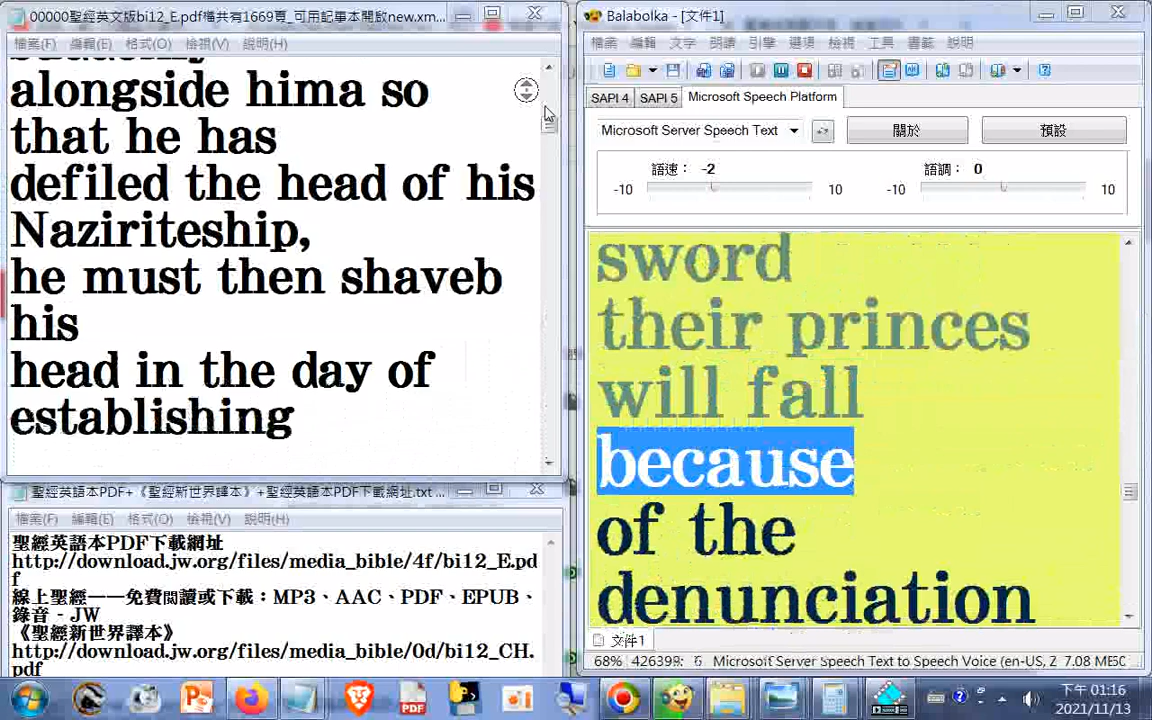 00000聖經英文版bi12_E.pdf檔共有1669頁_可用記事本開啟new.xm...
檔案(F) 編輯(E) 格式(O) 檢視(V) 說明(H)
alongside hima so
that he has
defiled the head of his
Naziriteship,
he must then shaveb
his
head in the day of
establishing
聖經英語本PDF+《聖經新世界譯本》+聖經英語本PDF下載網址.txt ...
檔案(F) 編輯(E) 格式(O) 檢視(V) 說明(H)
聖經英語本PDF下載網址
http://download.jw.org/files/media_bible/4f/bi12_E.pd
f
線上聖經——免費閱讀或下載：MP3、AAC、PDF、EPUB、
錄音 - JW
《聖經新世界譯本》
http://download.jw.org/files/media_bible/0d/bi12_CH.
pdf
Balabolka - [文件1]
檔案 編輯 文字 朗讀 引擎 選項 檢視 工具 書籤 說明
SAPI 4 SAPI 5 Microsoft Speech Platform
Microsoft Server Speech Text 關於 預設
語速： -2 語調： 0
-10 10 -10 10
sword
their princes
will fall
because
of the
denunciation
文件1
68% Microsoft Server Speech Text to Speech Voice (en-US, Z
下午 01:16
2021/11/13